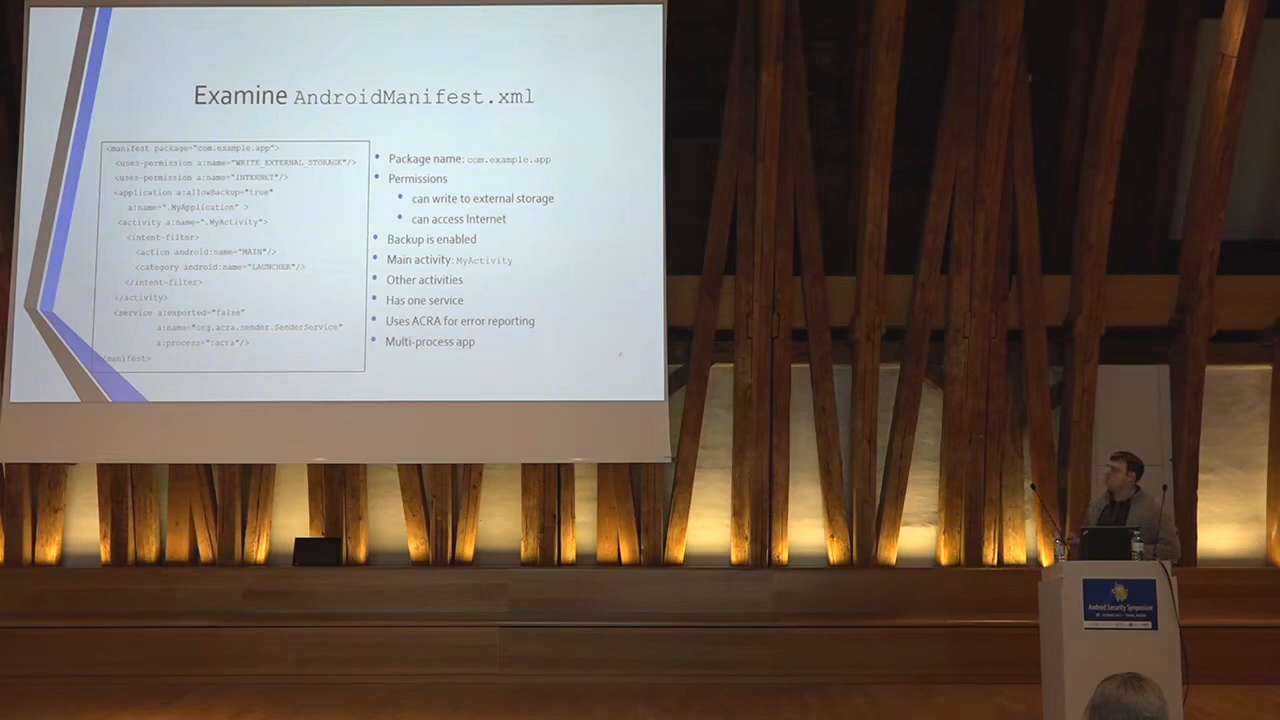 Examine AndroidManifest.xml
<manifest package="com.example.app">
<uses-permission a:name="WRITE_EXTERNAL_STORAGE"/>
<uses-permission a:name="INTERNET"/>
<application a:allowBackup="true"
a:name=".MyApplication" >
<activity a:name=".MyActivity">
<intent-filter>
<action android:name="MAIN"/>
<category android:name="LAUNCHER"/>
</intent-filter>
</activity>
<service a:exported="false"
a:name="org.acra.sender.SenderService"
a:process=":acra"/>
<manifest>
• Package name: com.example.app
• Permissions
• can write to external storage
• can access Internet
• Backup is enabled
• Main activity: MyActivity
• Other activities
• Has one service
• Uses ACRA for error reporting
• Multi-process app
Android Security Symposium